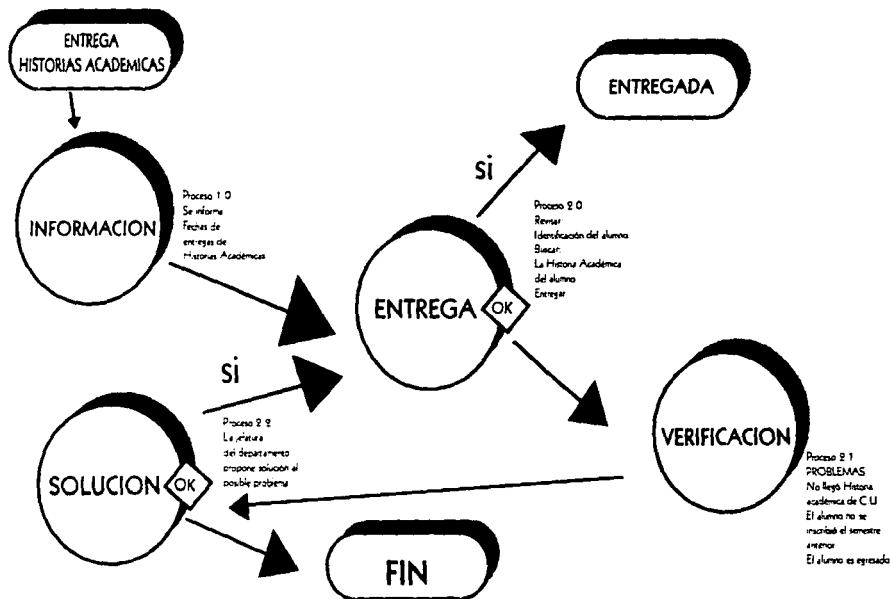 ENTREGA
HISTORIAS ACADEMICAS
ENTREGADA
INFORMACION
Proceso 1.0
Se informa
Fechas de
entregas de
Historias Académicas
si
Proceso 2.0
Revisar:
Identificación del alumno
Buscar:
La Historia Académica
del alumno
Entregar
ENTREGA
OK
si
Proceso 2.2
La jefatura
del departamento
propone solución al
posible problema
SOLUCION
OK
VERIFICACION
Proceso 2.1
PROBLEMAS
No llegó Historia
académica de C.U
El alumno no se
inscribió el semestre
anterior
El alumno es egresado
FIN